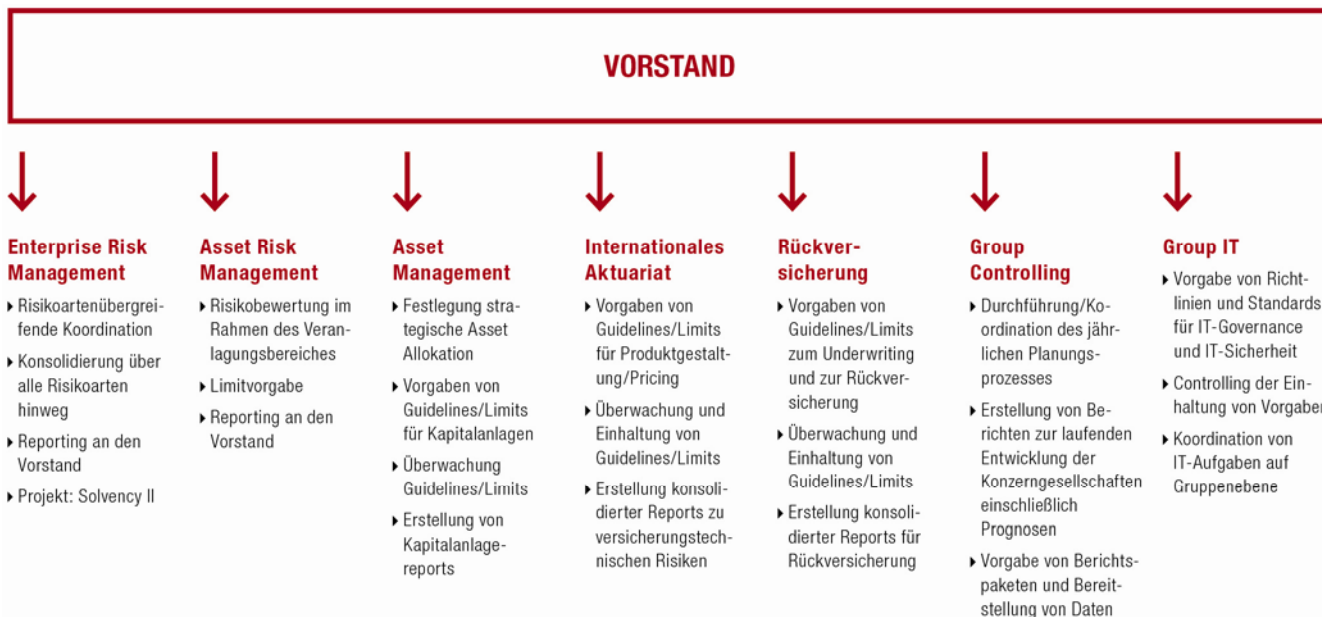 VORSTAND
Enterprise Risk
Management
▸ Risikoartenübergrei-
fende Koordination
▸ Konsolidierung über
alle Risikoarten
hinweg
▸ Reporting an den
Vorstand
▸ Projekt: Solvency II
Asset Risk
Management
▸ Risikobewertung im
Rahmen des Veran-
lagungsbereiches
▸ Limitvorgabe
▸ Reporting an den
Vorstand
Asset
Management
▸ Festlegung stra-
tegische Asset
Allokation
▸ Vorgaben von
Guidelines/Limits
für Kapitalanlagen
▸ Überwachung
Guidelines/Limits
▸ Erstellung von
Kapitalanlage-
reports
Internationales
Aktuariat
▸ Vorgaben von
Guidelines/Limits
für Produktgestalt-
ung/Pricing
▸ Überwachung und
Einhaltung von
Guidelines/Limits
▸ Erstellung konsoli-
dierter Reports zu
versicherungstech-
nischen Risiken
Rückver-
sicherung
▸ Vorgaben von
Guidelines/Limits
zum Underwriting
und zur Rückver-
sicherung
▸ Überwachung und
Einhaltung von
Guidelines/Limits
▸ Erstellung konsoli-
dierter Reports für
Rückversicherung
Group
Controlling
▸ Durchführung/Ko-
ordination des jähr-
lichen Planungs-
prozesses
▸ Erstellung von Be-
richten zur laufenden
Entwicklung der
Konzerngesellschaften
einschließlich
Prognosen
▸ Vorgabe von Berichts-
paketen und Bereit-
stellung von Daten
Group IT
▸ Vorgabe von Richt-
linien und Standards
für IT-Governance
und IT-Sicherheit
▸ Controlling der Ein-
haltung von Vorgaben
▸ Koordination von
IT-Aufgaben auf
Gruppenebene